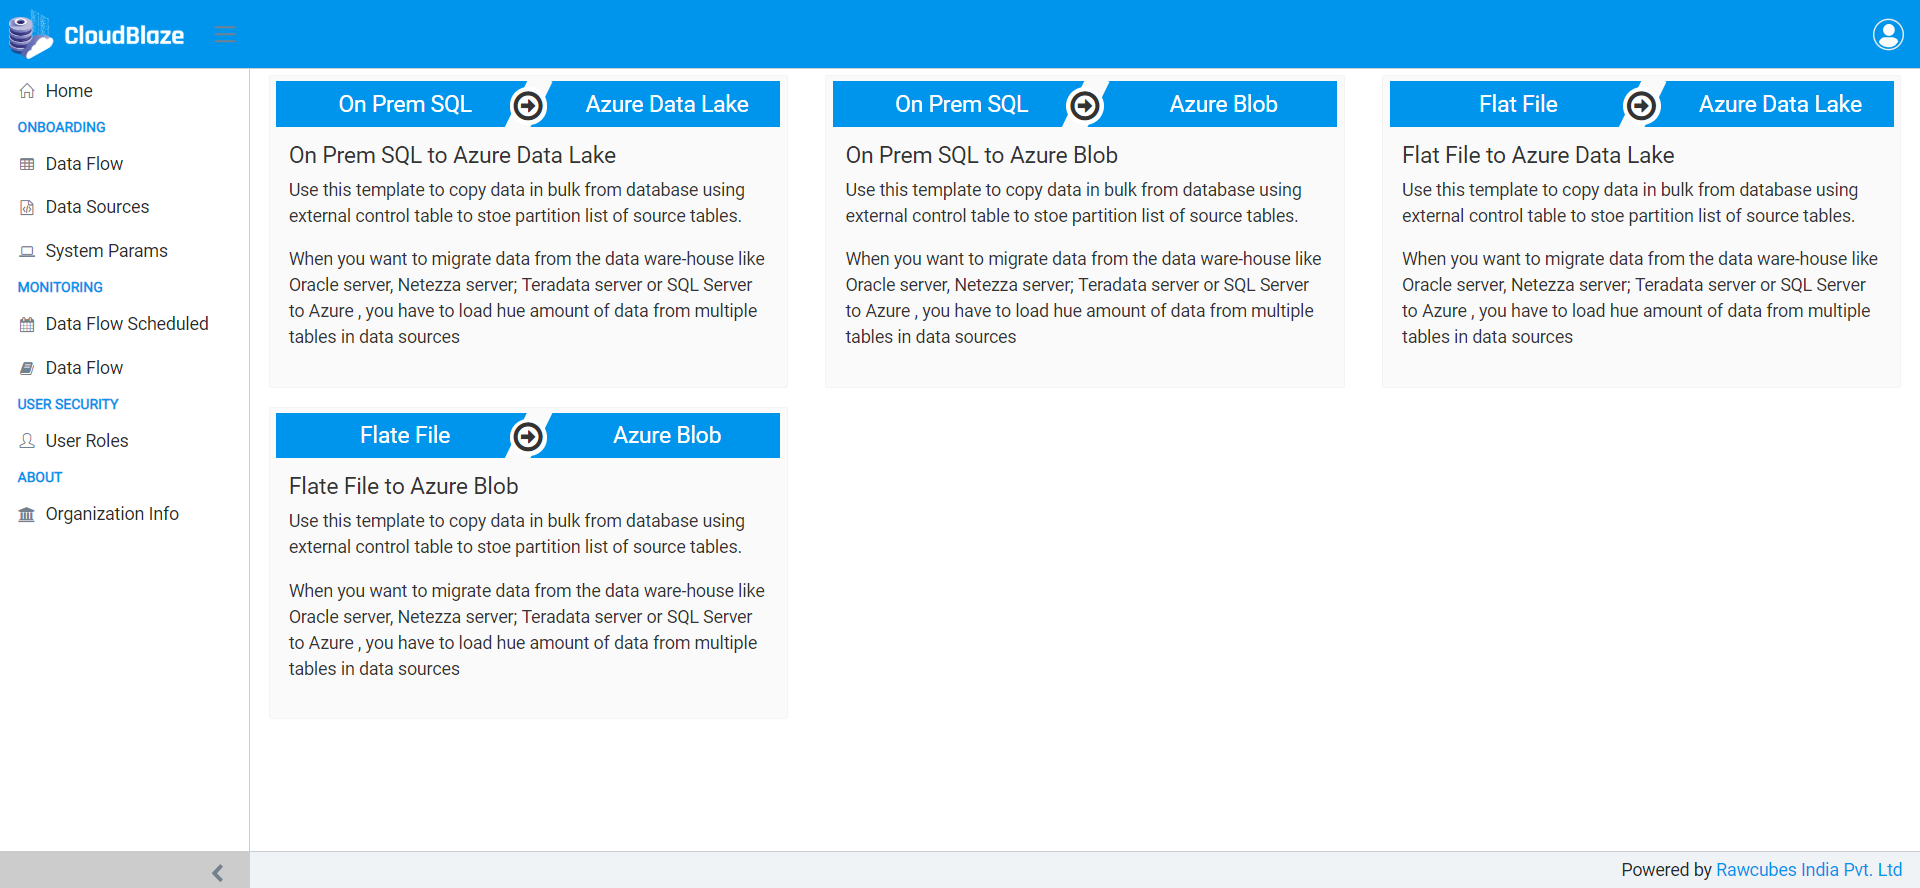 CloudBlaze
Home
ONBOARDING
Data Flow
Data Sources
System Params
MONITORING
Data Flow Scheduled
Data Flow
USER SECURITY
User Roles
ABOUT
Organization Info
On Prem SQL
Azure Data Lake
On Prem SQL to Azure Data Lake
Use this template to copy data in bulk from database using
external control table to stoe partition list of source tables.
When you want to migrate data from the data ware-house like
Oracle server, Netezza server; Teradata server or SQL Server
to Azure , you have to load hue amount of data from multiple
tables in data sources
On Prem SQL
Azure Blob
On Prem SQL to Azure Blob
Use this template to copy data in bulk from database using
external control table to stoe partition list of source tables.
When you want to migrate data from the data ware-house like
Oracle server, Netezza server; Teradata server or SQL Server
to Azure , you have to load hue amount of data from multiple
tables in data sources
Flat File
Azure Data Lake
Flat File to Azure Data Lake
Use this template to copy data in bulk from database using
external control table to stoe partition list of source tables.
When you want to migrate data from the data ware-house like
Oracle server, Netezza server; Teradata server or SQL Server
to Azure , you have to load hue amount of data from multiple
tables in data sources
Flate File
Azure Blob
Flate File to Azure Blob
Use this template to copy data in bulk from database using
external control table to stoe partition list of source tables.
When you want to migrate data from the data ware-house like
Oracle server, Netezza server; Teradata server or SQL Server
to Azure , you have to load hue amount of data from multiple
tables in data sources
Powered by Rawcubes India Pvt. Ltd